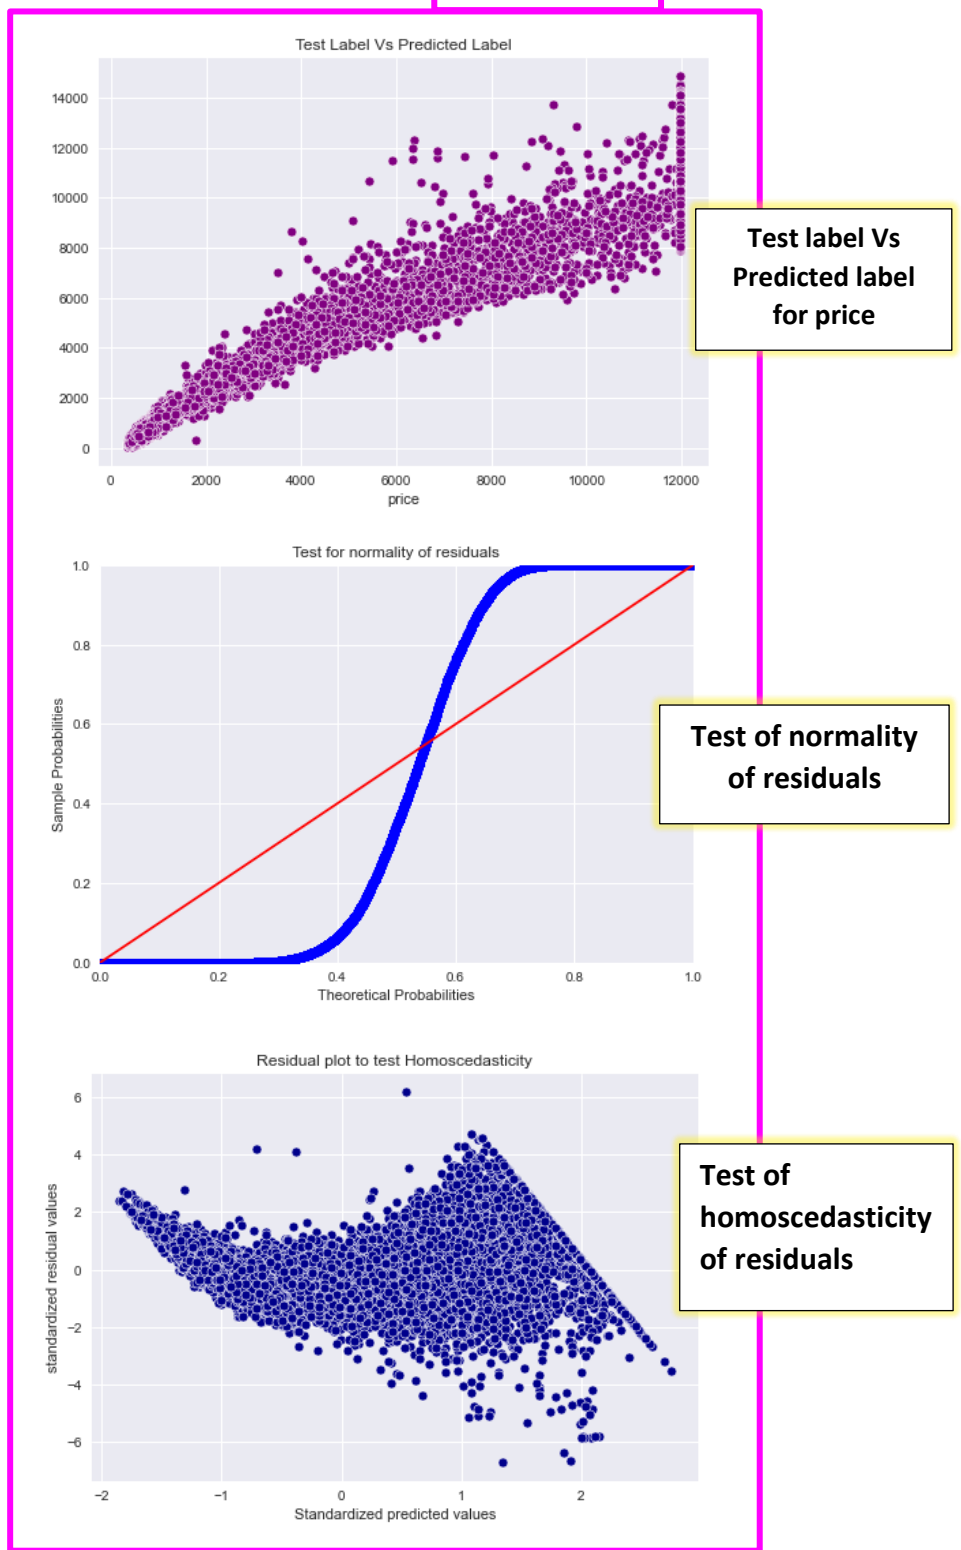 Test Label Vs Predicted Label
14000
12000
10000
8000
6000
4000
2000
0
0 2000 4000 6000 8000 10000 12000
price
Test label Vs
Predicted label
for price
Test for normality of residuals
1.0
0.8
0.6
0.4
0.2
0.0
Sample Probabilities
0.0 0.2 0.4 0.6 0.8 1.0
Theoretical Probabilities
Test of normality
of residuals
Residual plot to test Homoscedasticity
6
4
2
0
−2
−4
−6
standardized residual values
−2 −1 0 1 2
Standardized predicted values
Test of
homoscedasticity
of residuals